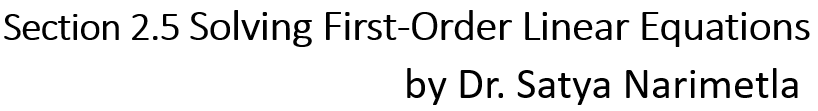 Section 2.5 Solving First-Order Linear Equations
by Dr. Satya Narimetla